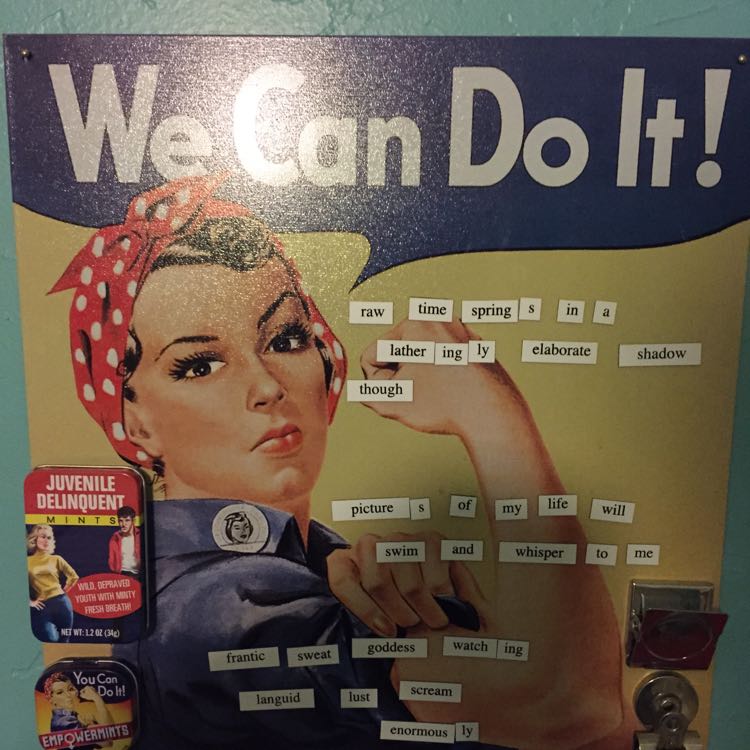 We Can Do It!
raw time spring s in a
lather ing ly elaborate shadow
though
picture s of my life will
swim and whisper to me
frantic sweat goddess watch ing
languid lust scream
enormous ly
JUVENILE
DELINQUENT
MINTS
WILD, DEPRAVED
YOUTH WITH MINTY
FRESH BREATH!
NET WT: 1.2 OZ (34g)
You Can
Do It!
EMPOWERMINTS